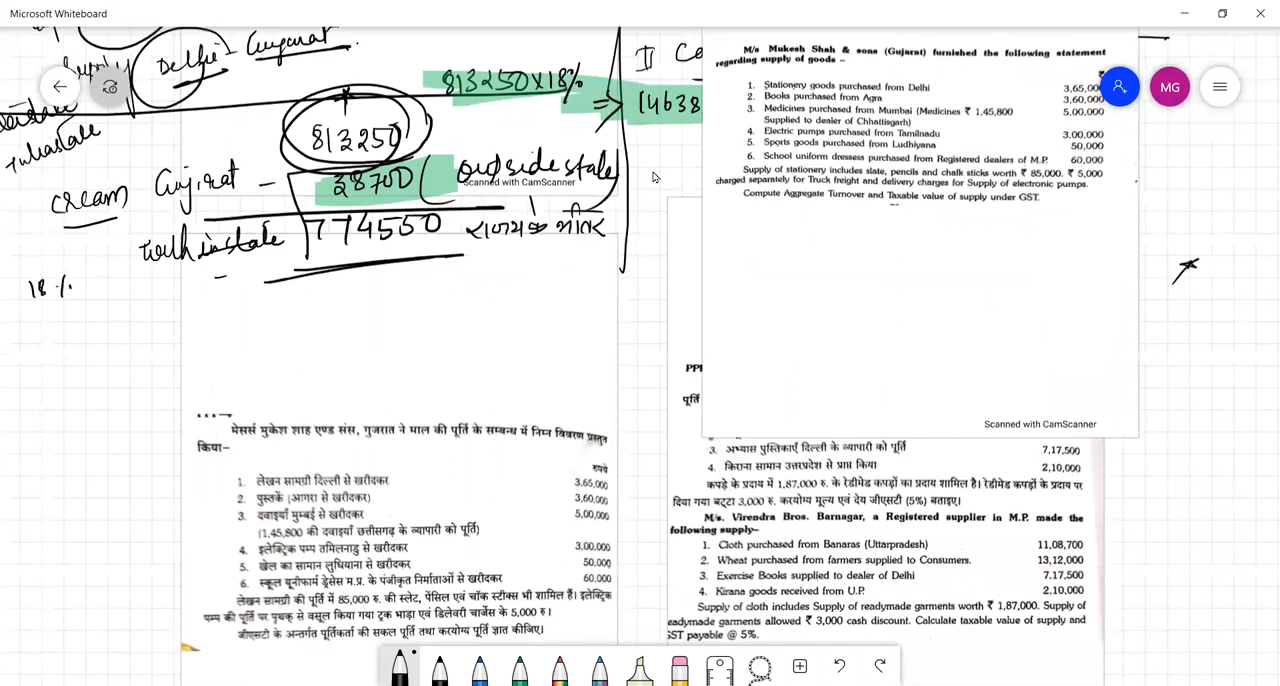 Microsoft Whiteboard
Supply
Delhi - Gujarat
Intrastate
813250X18%
=> 14638
II Co
813250
Gujarat - 38700 (outside state
Scanned with CamScanner
cream
774550 राज्य के भीतर
18 %
MG
M/s Mukesh Shah & sons (Gujarat) furnished the following statement
regarding supply of goods –
₹
1. Stationery goods purchased from Delhi 3,65,000
2. Books purchased from Agra 3,60,000
3. Medicines purchased from Mumbai (Medicines ₹ 1,45,800 5,00,000
Supplied to dealer of Chhattisgarh)
4. Electric pumps purchased from Tamilnadu 3,00,000
5. Sports goods purchased from Ludhiyana 50,000
6. School uniform dressess purchased from Registered dealers of M.P. 60,000
Supply of stationery includes slate, pencils and chalk sticks worth ₹ 85,000. ₹ 5,000
charged separately for Truck freight and delivery charges for Supply of electronic pumps.
Compute Aggregate Turnover and Taxable value of supply under GST.
Scanned with CamScanner
मेसर्स मुकेश शाह एण्ड संस, गुजरात ने माल की पूर्ति के सम्बन्ध में निम्न विवरण प्रस्तुत
किया–
रुपये
1. लेखन सामग्री दिल्ली से खरीदकर 3,65,000
2. पुस्तकें (आगरा से खरीदकर) 3,60,000
3. दवाइयाँ मुम्बई से खरीदकर 5,00,000
(1,45,800 की दवाइयाँ छत्तीसगढ़ के व्यापारी को पूर्ति)
4. इलेक्ट्रिक पम्प तमिलनाडु से खरीदकर 3,00,000
5. खेल का सामान लुधियाना से खरीदकर 50,000
6. स्कूल यूनीफार्म ड्रेसेस म.प्र. के पंजीकृत निर्माताओं से खरीदकर 60,000
लेखन सामग्री की पूर्ति में 85,000 रु. की स्लेट, पेंसिल एवं चॉक स्टीक्स भी शामिल हैं। इलेक्ट्रिक
पम्प की पूर्ति पर पृथक् से वसूल किया गया ट्रक भाड़ा एवं डिलेवरी चार्जेस के 5,000 रु।
जीएसटी के अन्तर्गत पूर्तिकर्ता की सकल पूर्ति तथा करयोग्य पूर्ति ज्ञात कीजिए।
PPI
पूर्ति
3. अभ्यास पुस्तिकाएँ दिल्ली के व्यापारी को पूर्ति 7,17,500
4. किराना सामान उत्तरप्रदेश से प्राप्त किया 2,10,000
कपड़े के प्रदाय में 1,87,000 रु. के रेडीमेड कपड़ों का प्रदाय शामिल है। रेडीमेड कपड़ों के प्रदाय पर
दिया गया बट्टा 3,000 रु. करयोग्य मूल्य एवं देय जीएसटी (5%) बताइए।
M/s. Virendra Bros. Barnagar, a Registered supplier in M.P. made the
following supply–
1. Cloth purchased from Banaras (Uttarpradesh) 11,08,700
2. Wheat purchased from farmers supplied to Consumers. 13,12,000
3. Exercise Books supplied to dealer of Delhi 7,17,500
4. Kirana goods received from U.P. 2,10,000
Supply of cloth includes Supply of readymade garments worth ₹ 1,87,000. Supply of
eadymade garments allowed ₹ 3,000 cash discount. Calculate taxable value of supply and
ST payable @ 5%.